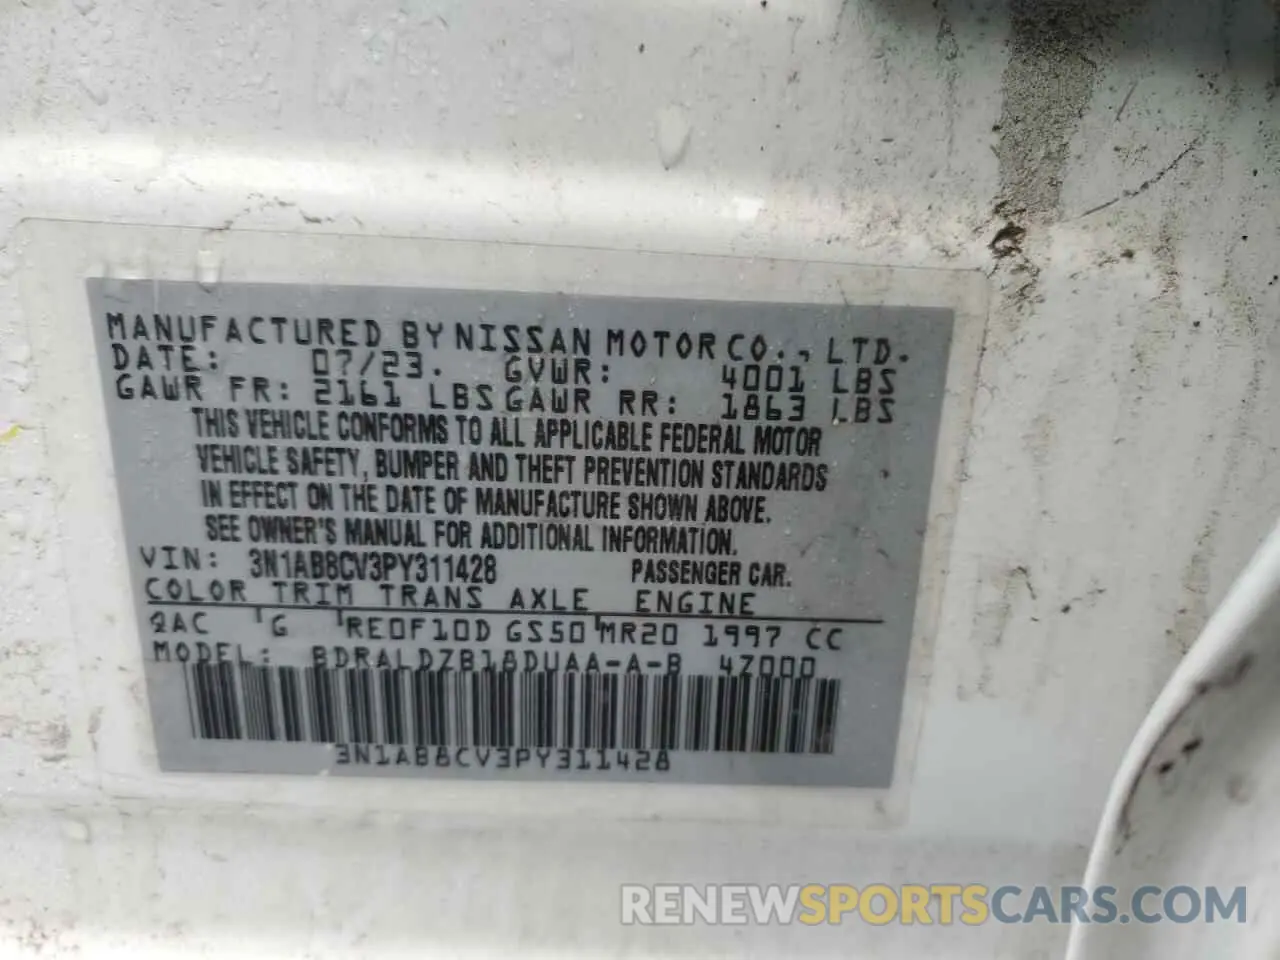 MANUFACTURED BY NISSAN MOTOR CO., LTD.
DATE: 07/23. GVWR: 4001 LBS
GAWR FR: 2161 LBS GAWR RR: 1863 LBS
THIS VEHICLE CONFORMS TO ALL APPLICABLE FEDERAL MOTOR
VEHICLE SAFETY, BUMPER AND THEFT PREVENTION STANDARDS
IN EFFECT ON THE DATE OF MANUFACTURE SHOWN ABOVE.
SEE OWNER'S MANUAL FOR ADDITIONAL INFORMATION.
VIN: 3N1AB8CV3PY311428 PASSENGER CAR.
COLOR TRIM TRANS AXLE ENGINE
QAC G RE0F10D GS50 MR20 1997 CC
MODEL: BDRALDZB18DUAA-A-B 4Z000
3N1AB8CV3PY311428
RENEWSPORTSCARS.COM